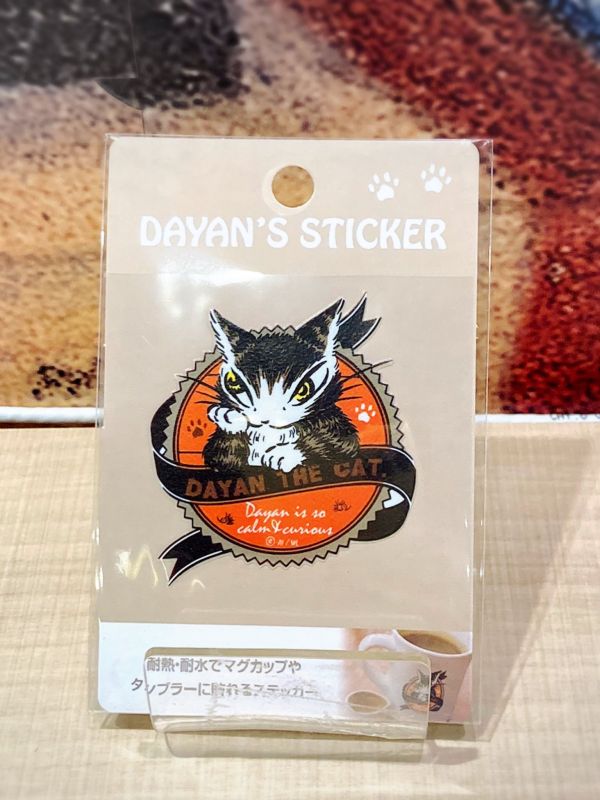 DAYAN'S STICKER
DAYAN THE CAT.
Dayan is so
calm & curious
耐熱・耐水でマグカップや
タンブラーに貼れるステッカー